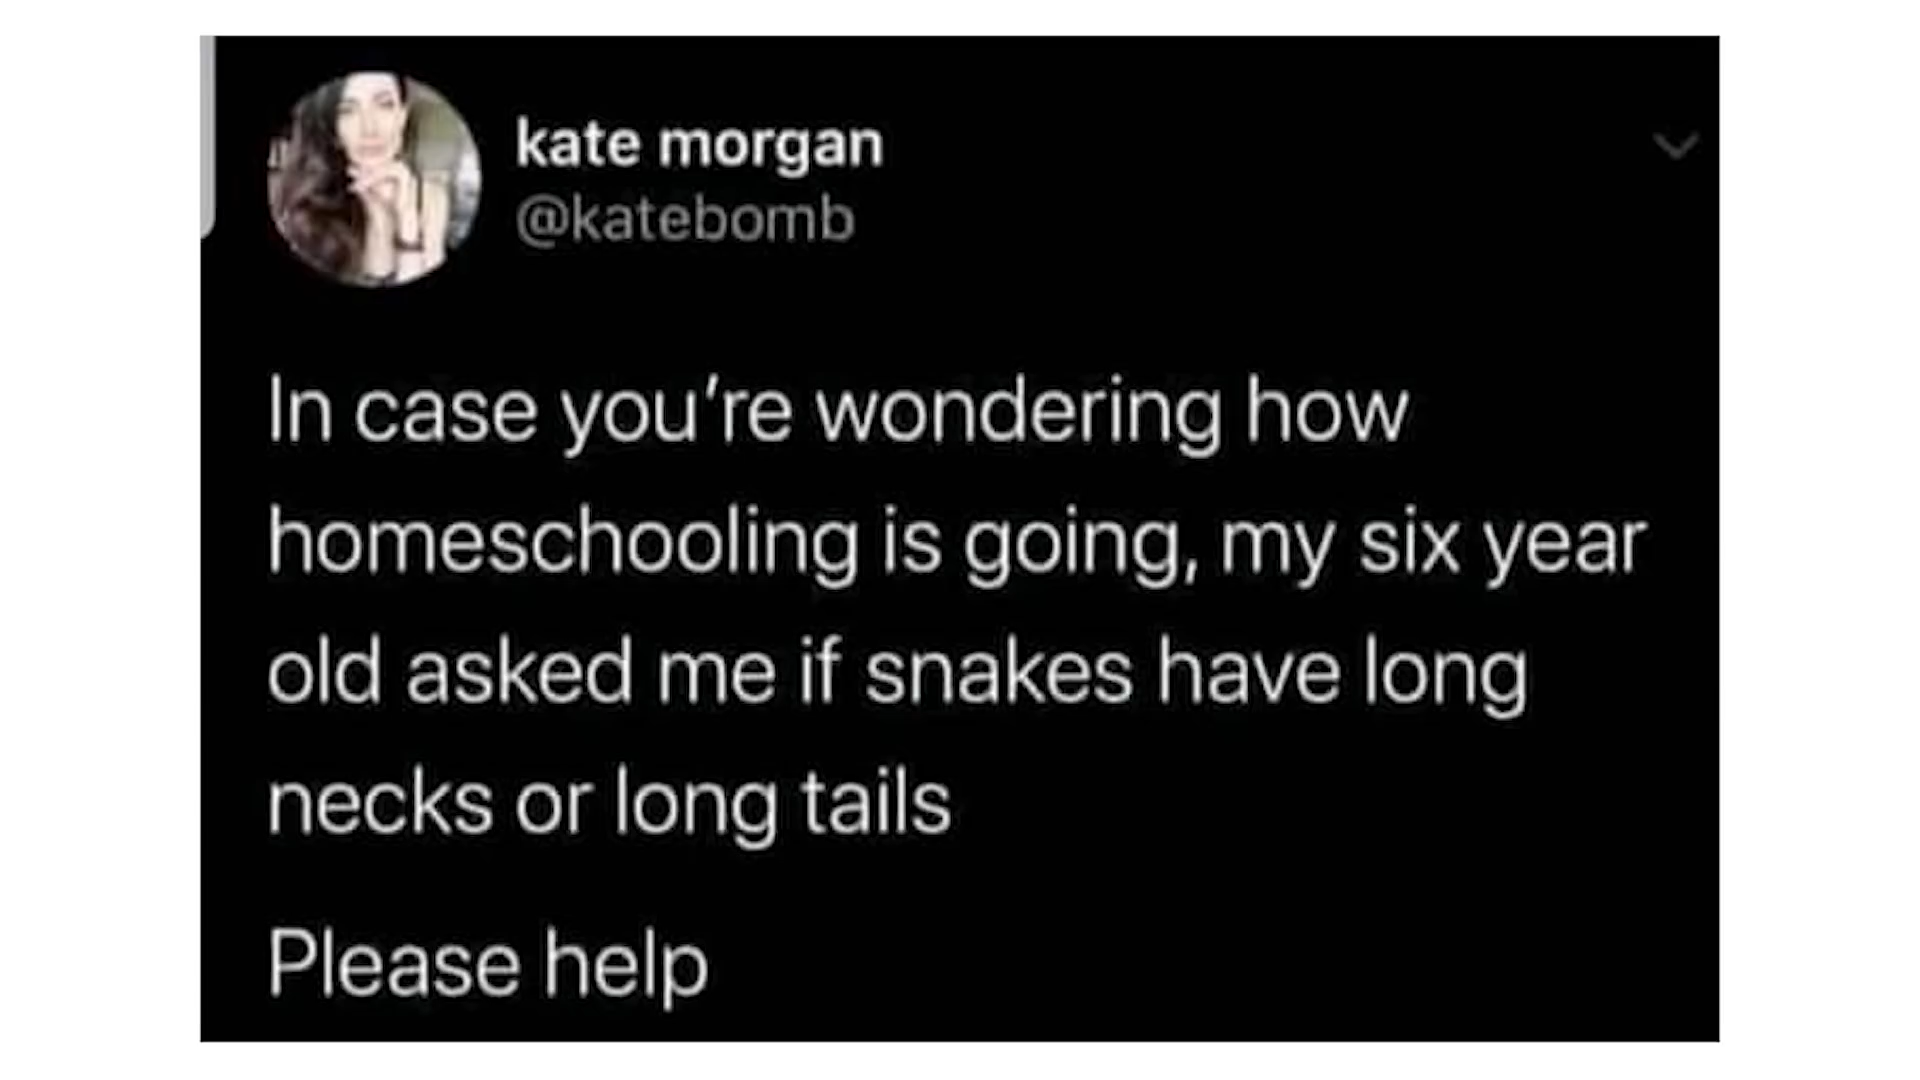 kate morgan
@katebomb
In case you’re wondering how
homeschooling is going, my six year
old asked me if snakes have long
necks or long tails
Please help